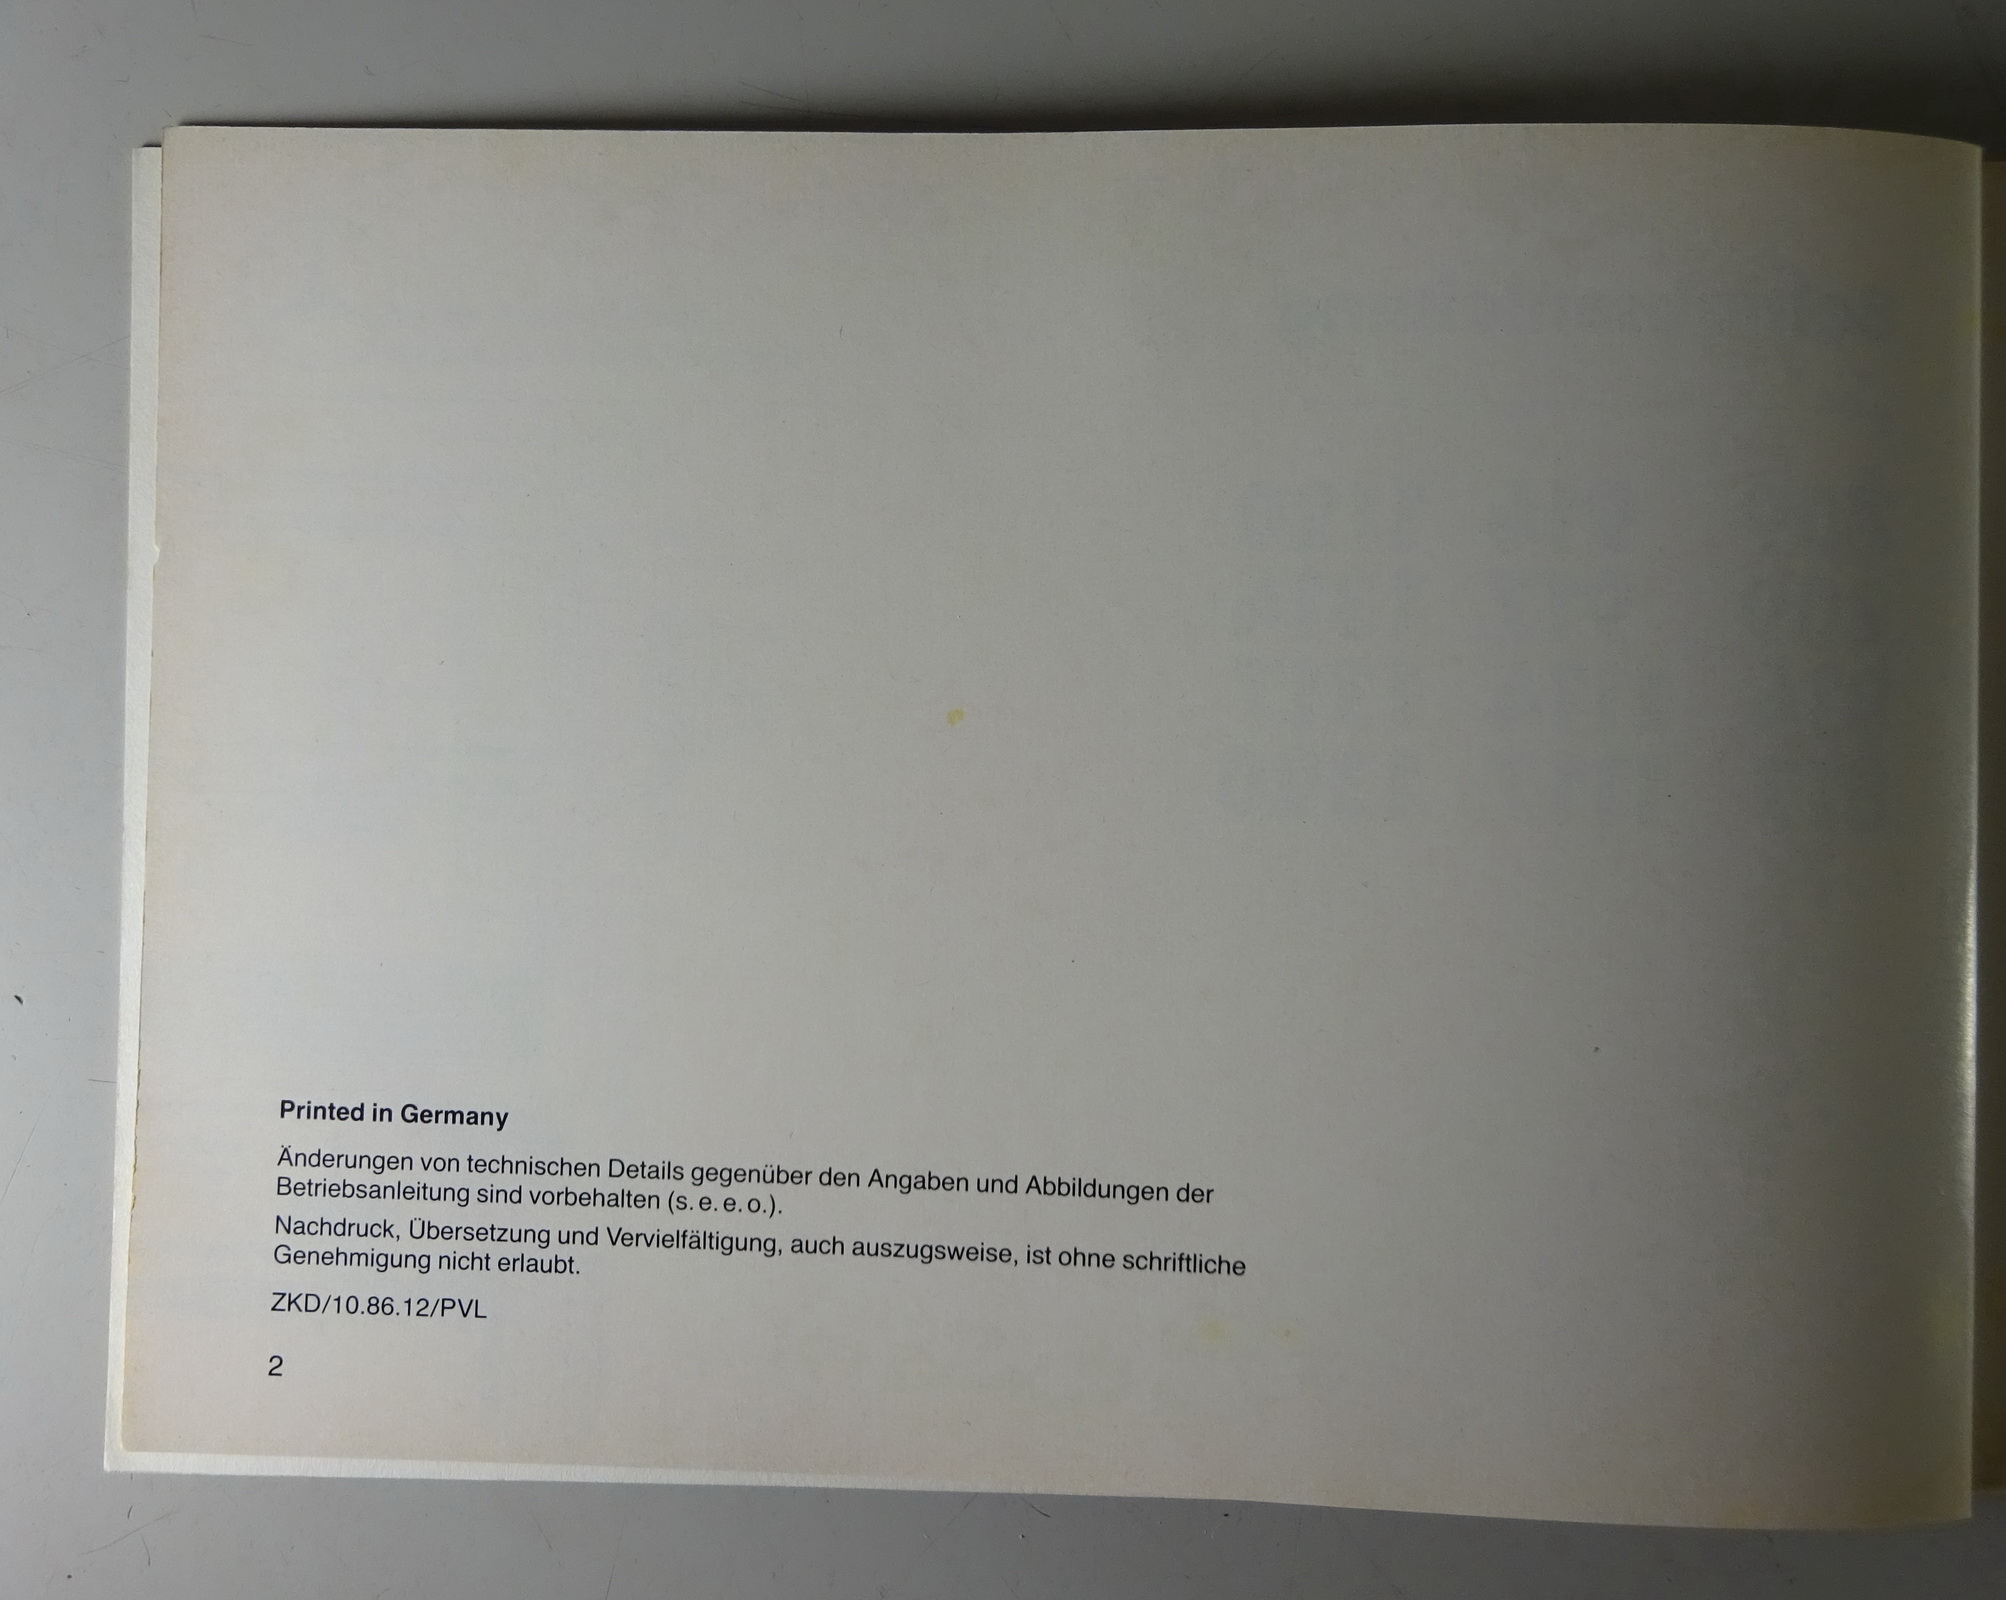 Printed in Germany
Änderungen von technischen Details gegenüber den Angaben und Abbildungen der
Betriebsanleitung sind vorbehalten (s. e. e. o.).
Nachdruck, Übersetzung und Vervielfältigung, auch auszugsweise, ist ohne schriftliche
Genehmigung nicht erlaubt.
ZKD/10.86.12/PVL
2